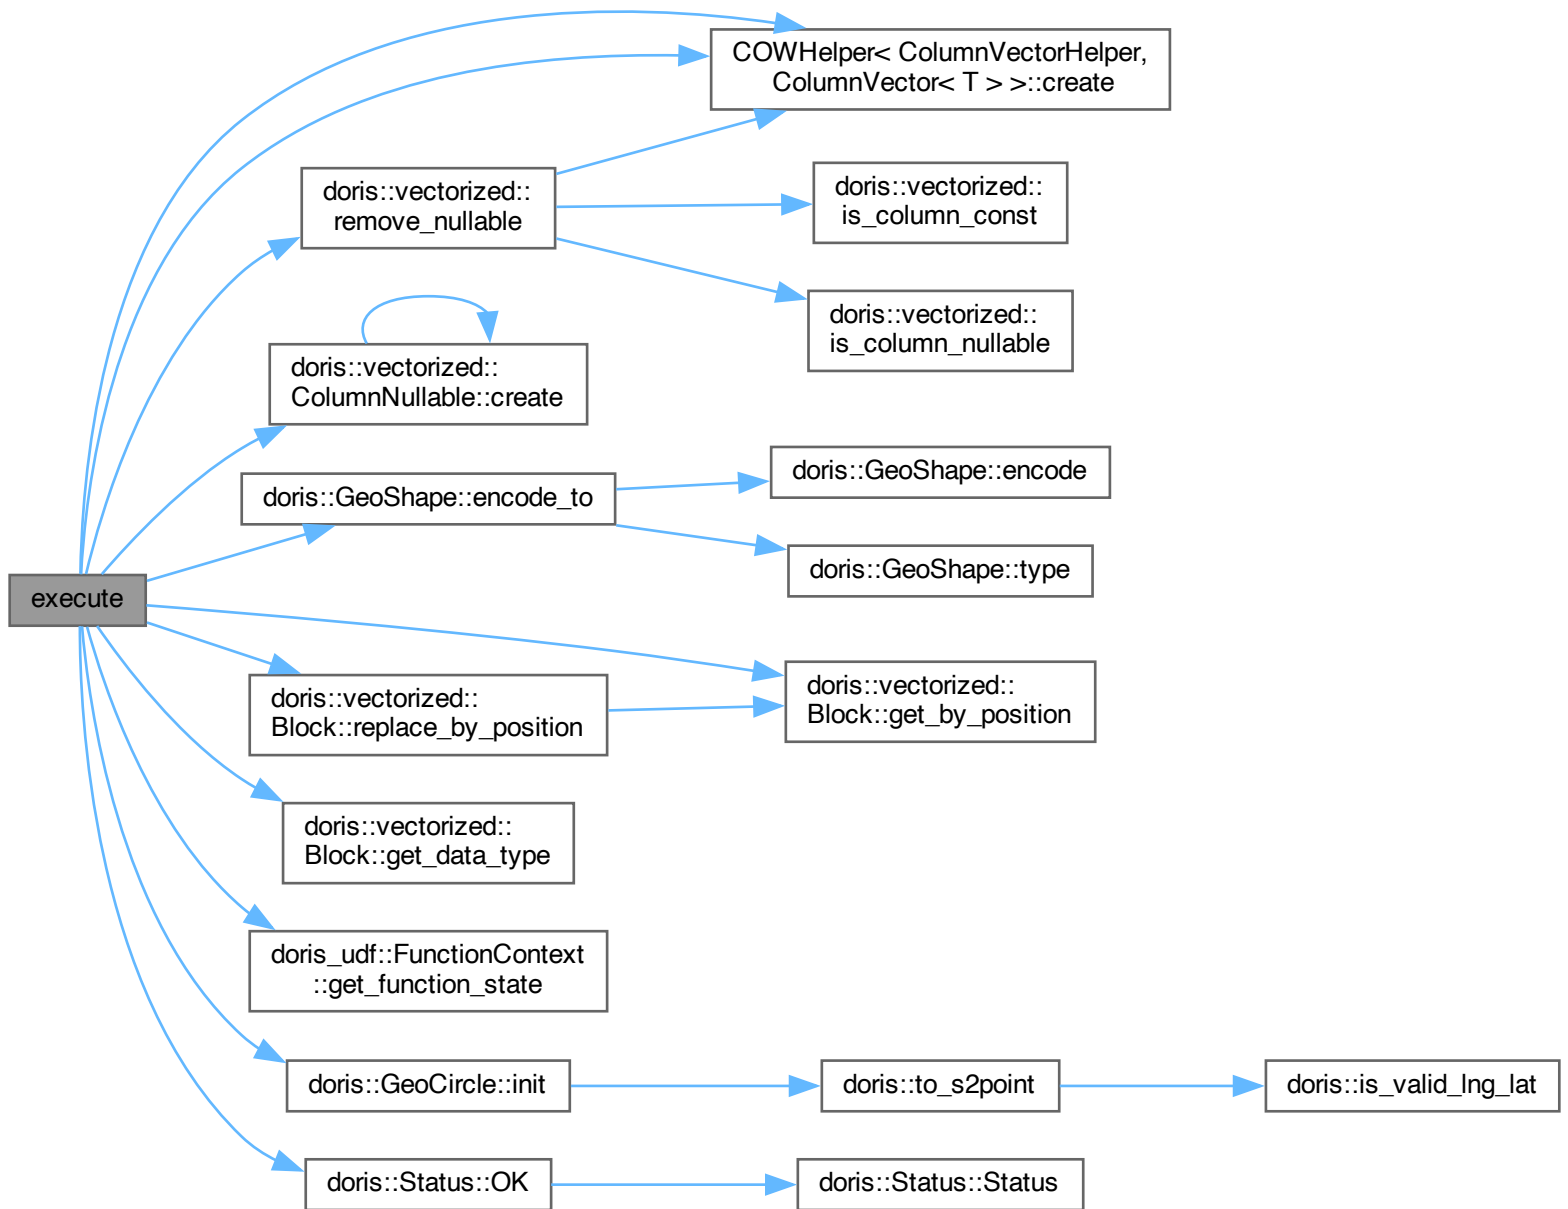 COWHelper< ColumnVectorHelper,
ColumnVector< T > >::create
doris::vectorized::
remove_nullable
doris::vectorized::
is_column_const
doris::vectorized::
is_column_nullable
doris::vectorized::
ColumnNullable::create
doris::GeoShape::encode_to
doris::GeoShape::encode
doris::GeoShape::type
execute
doris::vectorized::
Block::replace_by_position
doris::vectorized::
Block::get_by_position
doris::vectorized::
Block::get_data_type
doris_udf::FunctionContext
::get_function_state
doris::GeoCircle::init
doris::to_s2point
doris::is_valid_lng_lat
doris::Status::OK
doris::Status::Status